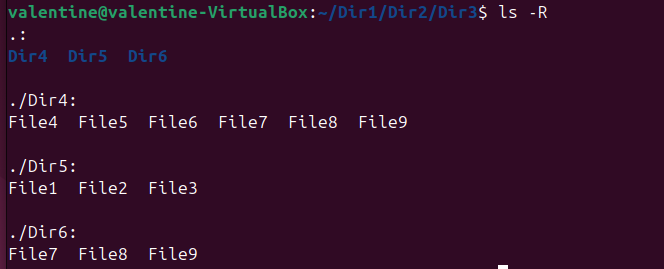 valentine@valentine-VirtualBox:~/Dir1/Dir2/Dir3$ ls -R
.:
Dir4  Dir5  Dir6
./Dir4:
File4  File5  File6  File7  File8  File9
./Dir5:
File1  File2  File3
./Dir6:
File7  File8  File9